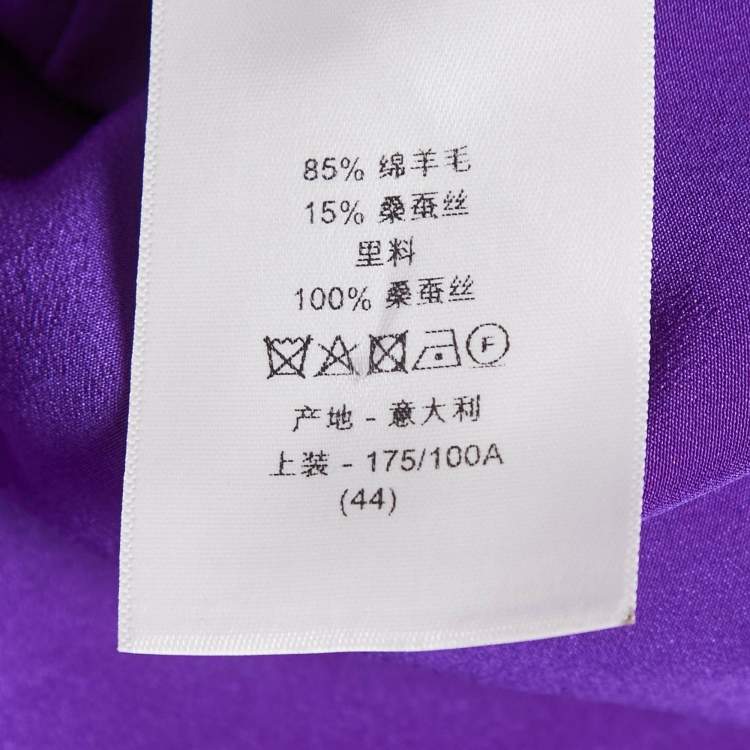 85% 绵羊毛
15% 桑蚕丝
里料
100% 桑蚕丝
F
产地 - 意大利
上装 - 175/100A
(44)